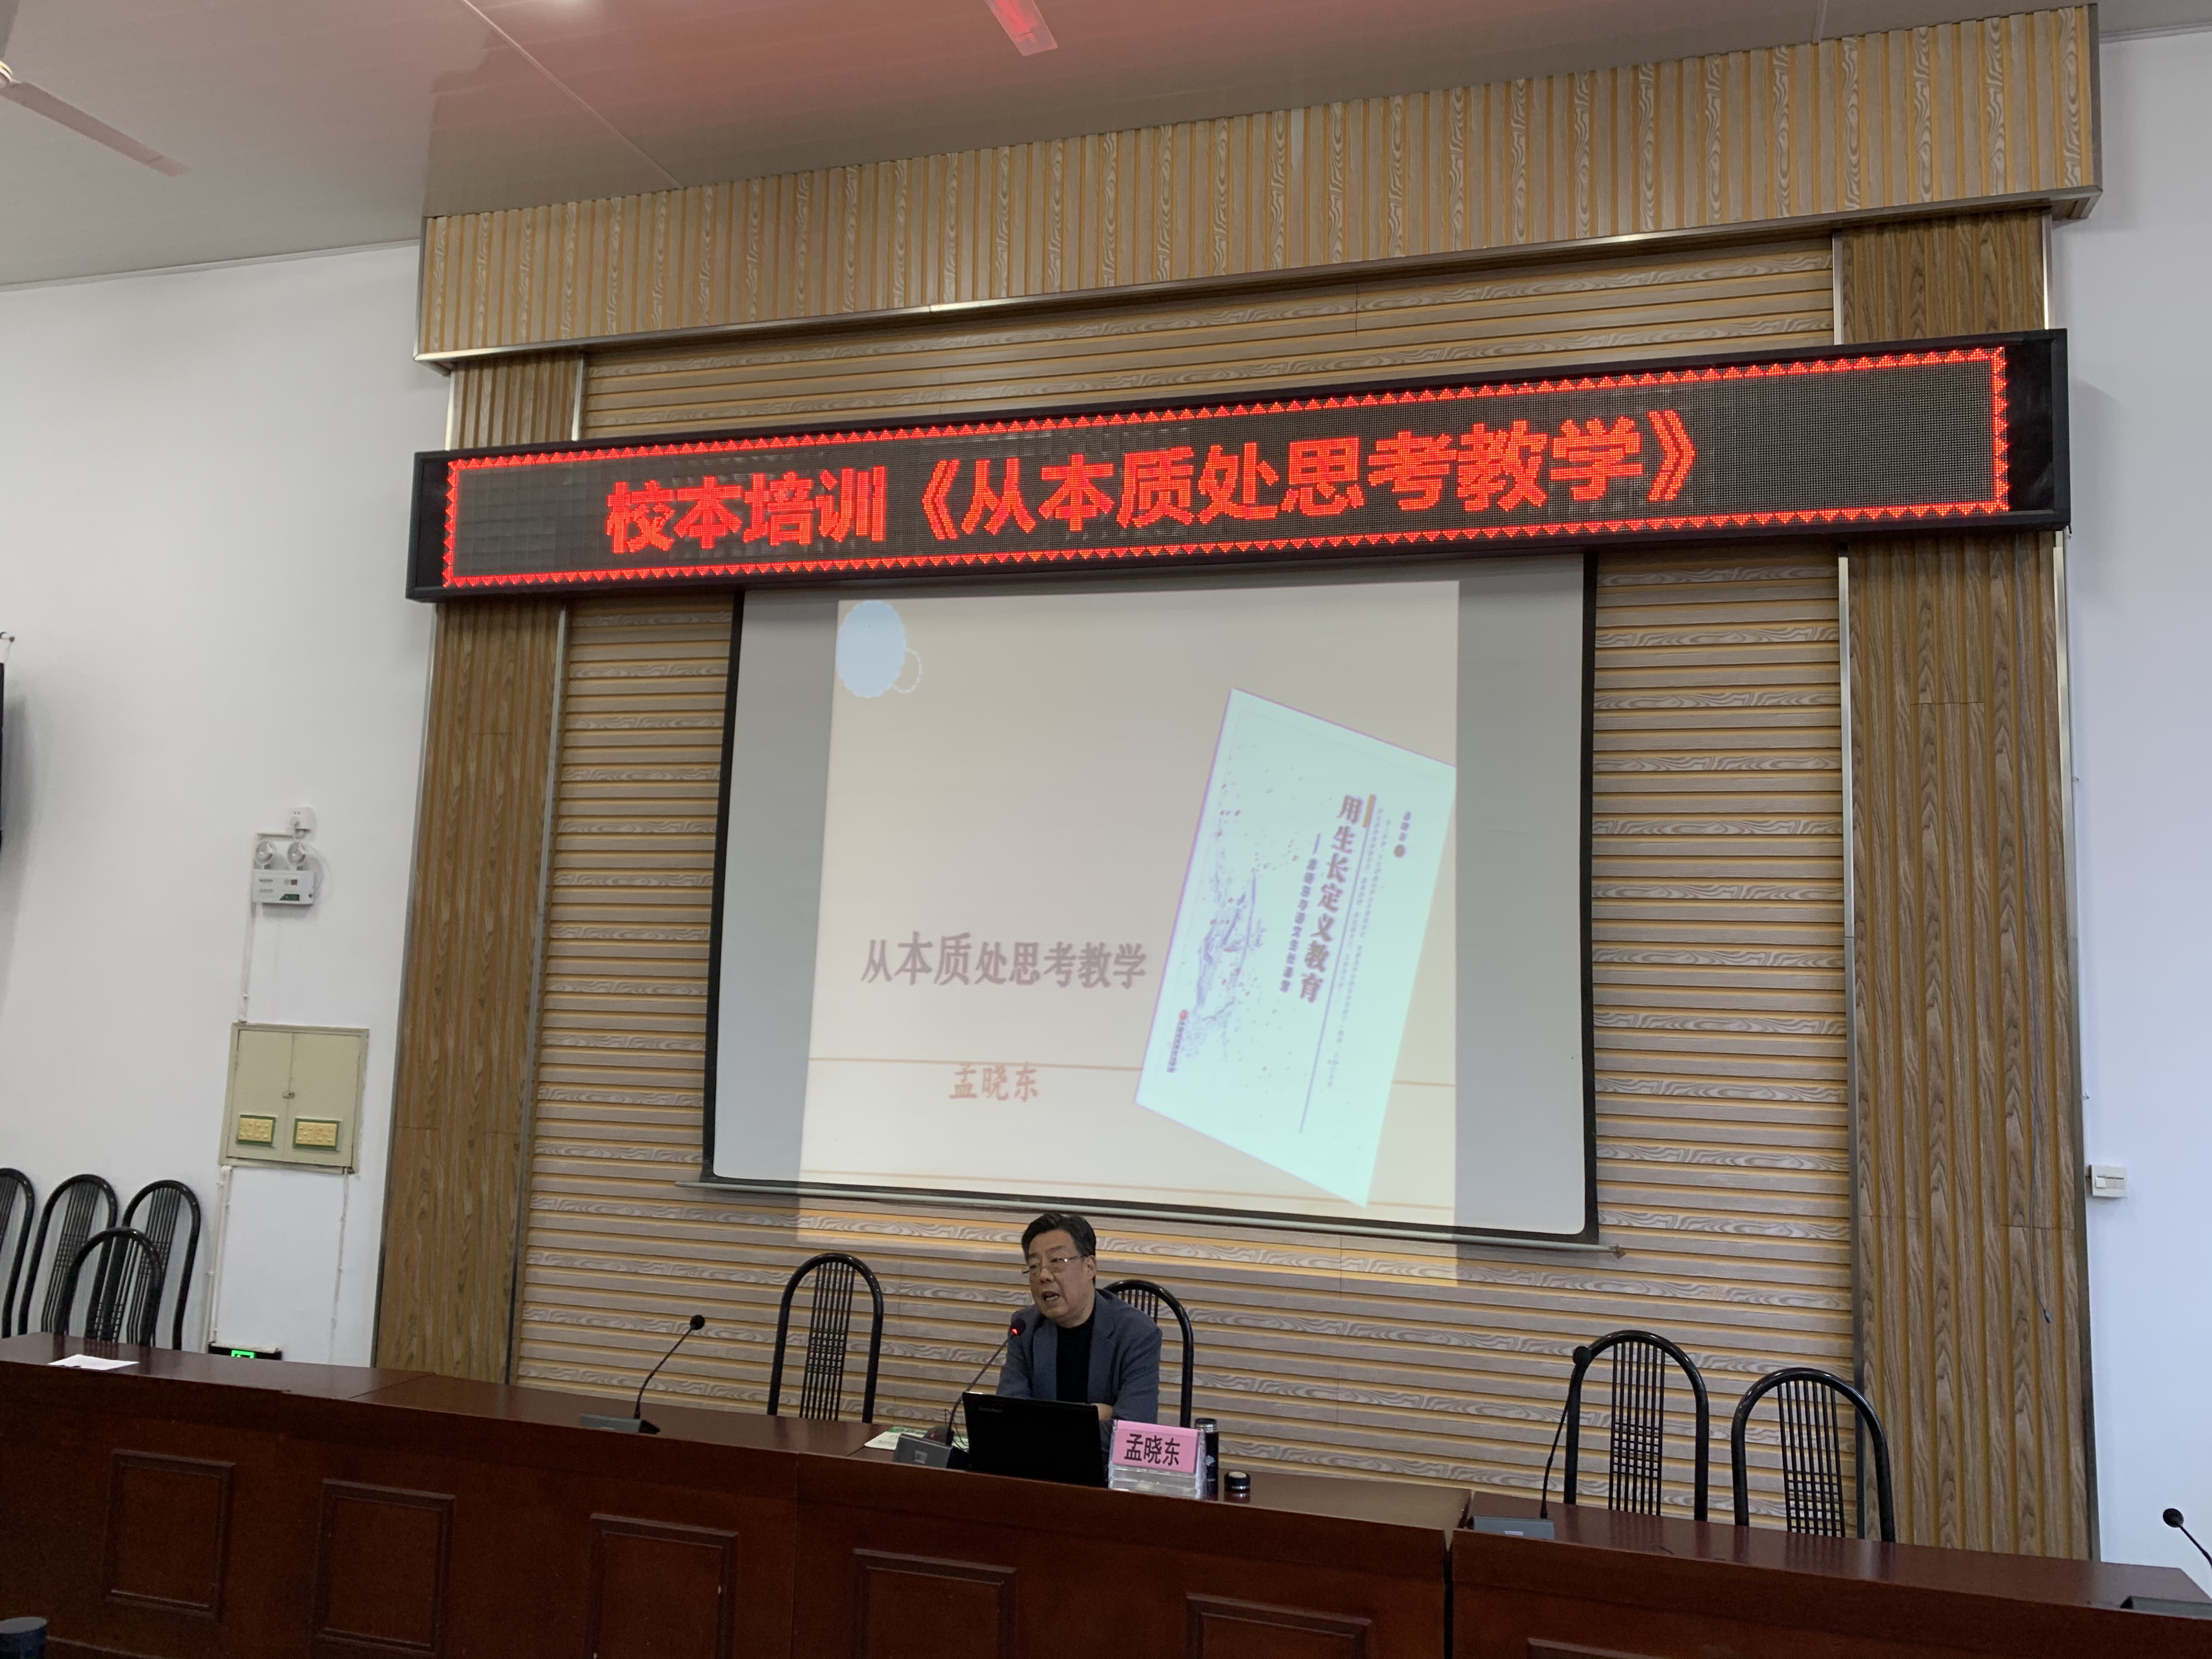 校本培训《从本质处思考教学》
从本质处思考教学
孟晓东
用生长定义教育
孟晓东